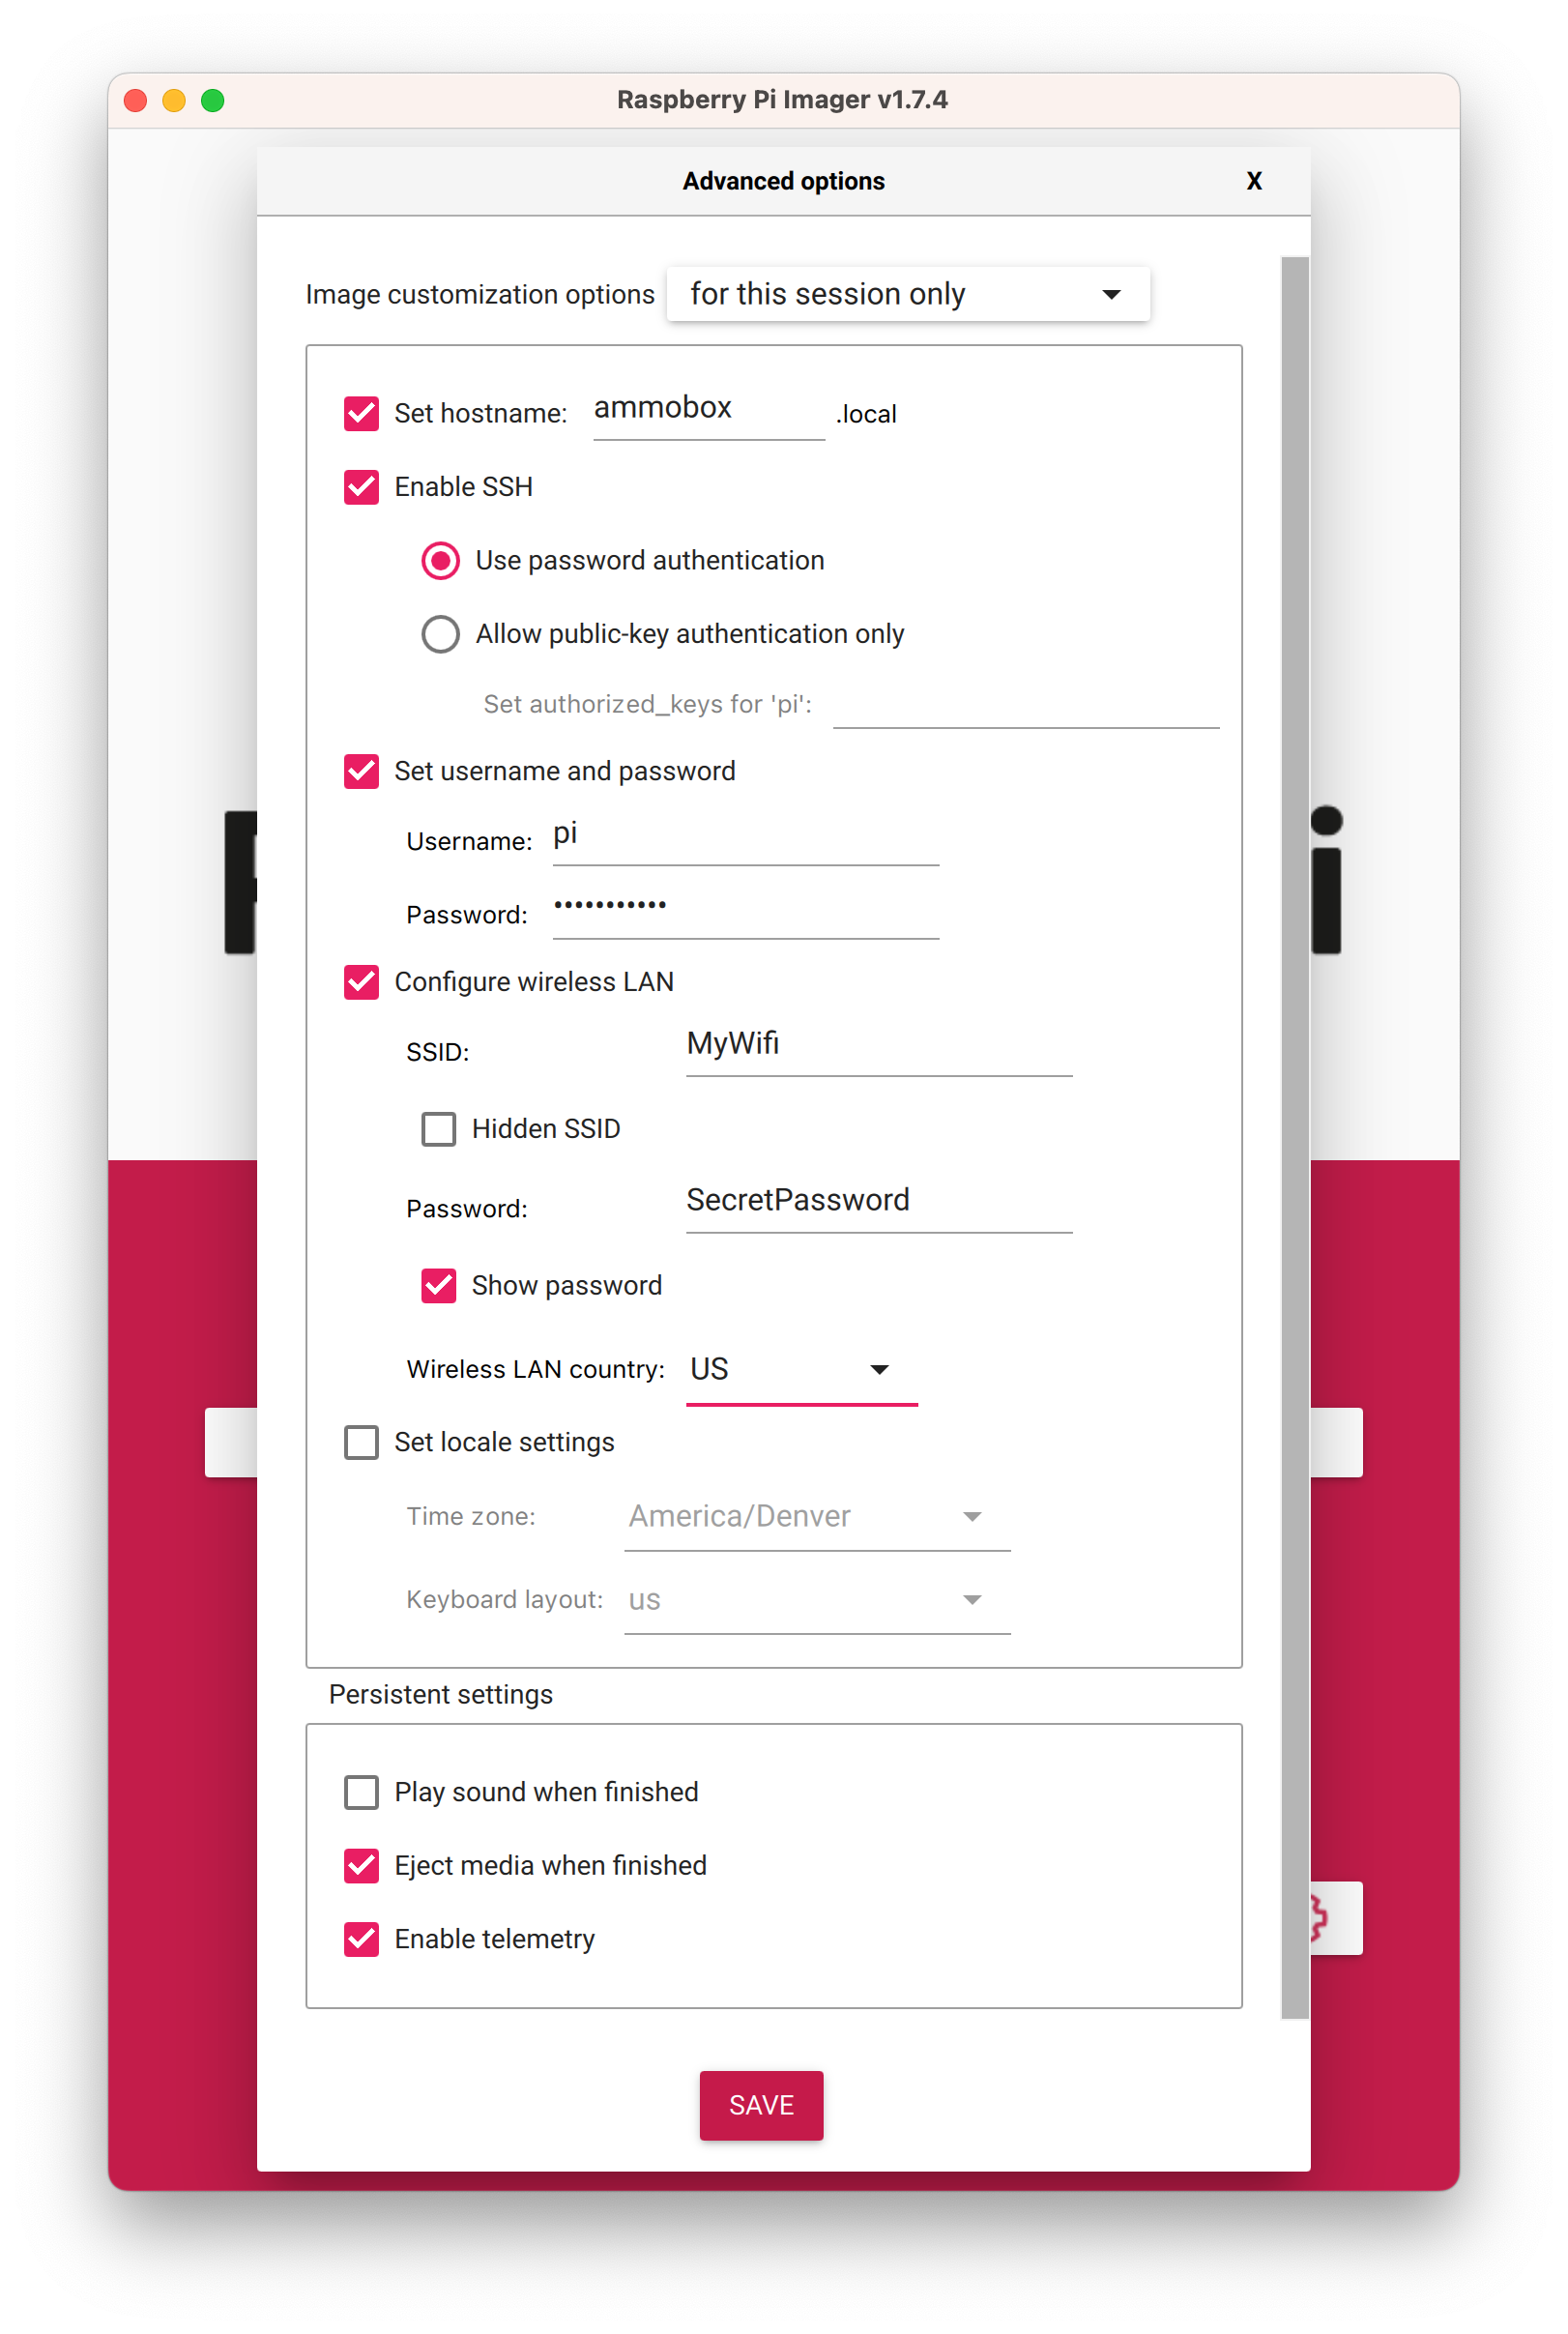 Raspberry Pi Imager v1.7.4
Advanced options X
Image customization options for this session only
Set hostname: ammobox .local
Enable SSH
Use password authentication
Allow public-key authentication only
Set authorized_keys for 'pi':
Set username and password
Username: pi
Password: •••••••••••
Configure wireless LAN
SSID: MyWifi
Hidden SSID
Password: SecretPassword
Show password
Wireless LAN country: US
Set locale settings
Time zone: America/Denver
Keyboard layout: us
Persistent settings
Play sound when finished
Eject media when finished
Enable telemetry
SAVE